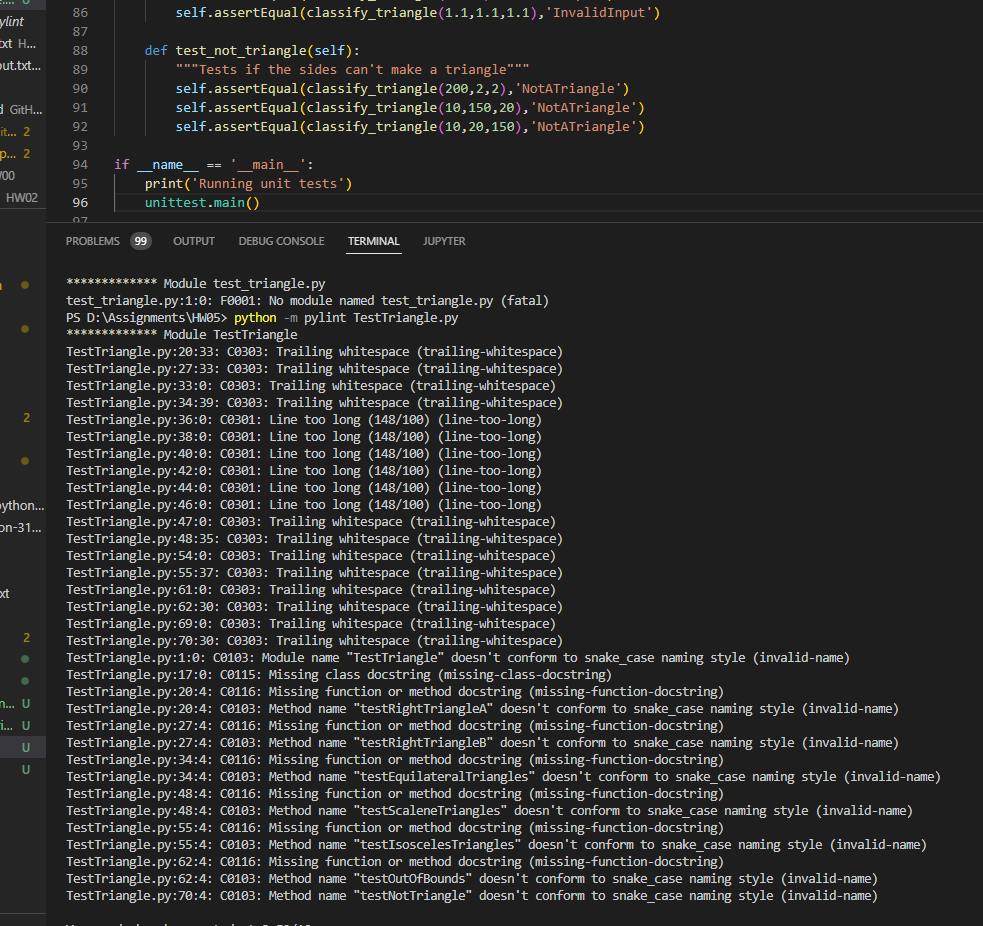 ylint
txt H...
out.txt...
d GitH...
it... 2
p... 2
W00
HW02
2
python...
on-31...
xt
2
n... U
i... U
U
U
86 self.assertEqual(classify_triangle(1.1,1.1,1.1),'InvalidInput')
87
88 def test_not_triangle(self):
89 """Tests if the sides can't make a triangle"""
90 self.assertEqual(classify_triangle(200,2,2),'NotATriangle')
91 self.assertEqual(classify_triangle(10,150,20),'NotATriangle')
92 self.assertEqual(classify_triangle(10,20,150),'NotATriangle')
93
94 if __name__ == '__main__':
95 print('Running unit tests')
96 unittest.main()
97
PROBLEMS 99 OUTPUT DEBUG CONSOLE TERMINAL JUPYTER
************* Module test_triangle.py
test_triangle.py:1:0: F0001: No module named test_triangle.py (fatal)
PS D:\Assignments\HW05> python -m pylint TestTriangle.py
************* Module TestTriangle
TestTriangle.py:20:33: C0303: Trailing whitespace (trailing-whitespace)
TestTriangle.py:27:33: C0303: Trailing whitespace (trailing-whitespace)
TestTriangle.py:33:0: C0303: Trailing whitespace (trailing-whitespace)
TestTriangle.py:34:39: C0303: Trailing whitespace (trailing-whitespace)
TestTriangle.py:36:0: C0301: Line too long (148/100) (line-too-long)
TestTriangle.py:38:0: C0301: Line too long (148/100) (line-too-long)
TestTriangle.py:40:0: C0301: Line too long (148/100) (line-too-long)
TestTriangle.py:42:0: C0301: Line too long (148/100) (line-too-long)
TestTriangle.py:44:0: C0301: Line too long (148/100) (line-too-long)
TestTriangle.py:46:0: C0301: Line too long (148/100) (line-too-long)
TestTriangle.py:47:0: C0303: Trailing whitespace (trailing-whitespace)
TestTriangle.py:48:35: C0303: Trailing whitespace (trailing-whitespace)
TestTriangle.py:54:0: C0303: Trailing whitespace (trailing-whitespace)
TestTriangle.py:55:37: C0303: Trailing whitespace (trailing-whitespace)
TestTriangle.py:61:0: C0303: Trailing whitespace (trailing-whitespace)
TestTriangle.py:62:30: C0303: Trailing whitespace (trailing-whitespace)
TestTriangle.py:69:0: C0303: Trailing whitespace (trailing-whitespace)
TestTriangle.py:70:30: C0303: Trailing whitespace (trailing-whitespace)
TestTriangle.py:1:0: C0103: Module name "TestTriangle" doesn't conform to snake_case naming style (invalid-name)
TestTriangle.py:17:0: C0115: Missing class docstring (missing-class-docstring)
TestTriangle.py:20:4: C0116: Missing function or method docstring (missing-function-docstring)
TestTriangle.py:20:4: C0103: Method name "testRightTriangleA" doesn't conform to snake_case naming style (invalid-name)
TestTriangle.py:27:4: C0116: Missing function or method docstring (missing-function-docstring)
TestTriangle.py:27:4: C0103: Method name "testRightTriangleB" doesn't conform to snake_case naming style (invalid-name)
TestTriangle.py:34:4: C0116: Missing function or method docstring (missing-function-docstring)
TestTriangle.py:34:4: C0103: Method name "testEquilateralTriangles" doesn't conform to snake_case naming style (invalid-name)
TestTriangle.py:48:4: C0116: Missing function or method docstring (missing-function-docstring)
TestTriangle.py:48:4: C0103: Method name "testScaleneTriangles" doesn't conform to snake_case naming style (invalid-name)
TestTriangle.py:55:4: C0116: Missing function or method docstring (missing-function-docstring)
TestTriangle.py:55:4: C0103: Method name "testIsoscelesTriangles" doesn't conform to snake_case naming style (invalid-name)
TestTriangle.py:62:4: C0116: Missing function or method docstring (missing-function-docstring)
TestTriangle.py:62:4: C0103: Method name "testOutOfBounds" doesn't conform to snake_case naming style (invalid-name)
TestTriangle.py:70:4: C0103: Method name "testNotTriangle" doesn't conform to snake_case naming style (invalid-name)